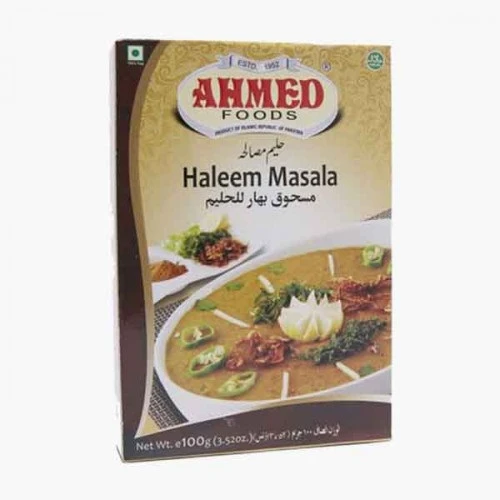 ESTD. 1952
AHMED
®
FOODS
PRODUCT OF ISLAMIC REPUBLIC OF PAKISTAN
حلیم مصالحہ
Haleem Masala
مسحوق بهار للحليم
Net Wt. e100g (3.52oz.)